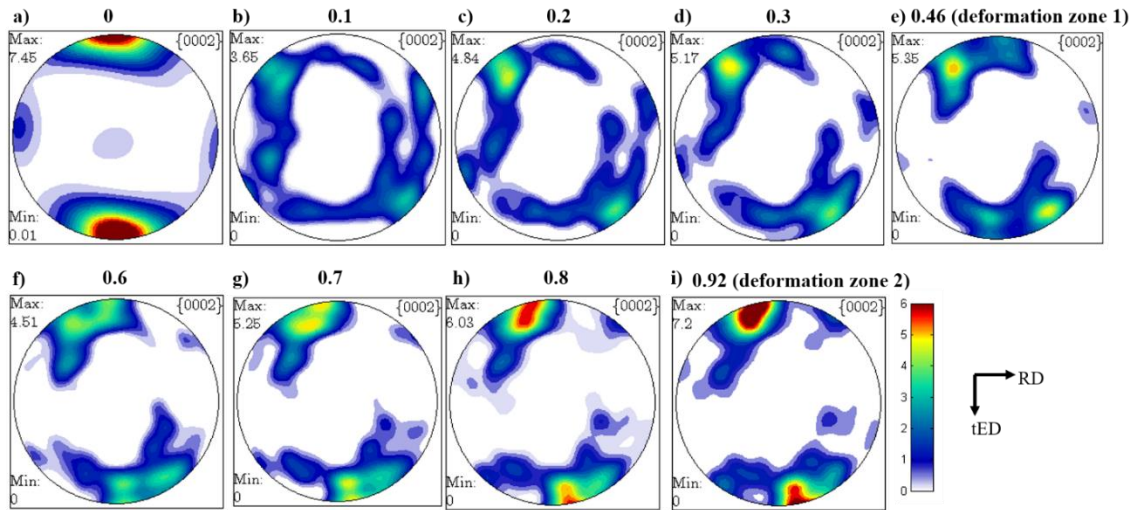 a) 0
Max:
7.45
{0002}
Min:
0.01
b) 0.1
Max:
3.65
{0002}
Min:
0
c) 0.2
Max:
4.84
{0002}
Min:
0
d) 0.3
Max:
5.17
{0002}
Min:
0
e) 0.46 (deformation zone 1)
Max:
5.35
{0002}
Min:
0
f) 0.6
Max:
4.51
{0002}
Min:
0
g) 0.7
Max:
5.25
{0002}
Min:
0
h) 0.8
Max:
6.03
{0002}
Min:
0
i) 0.92 (deformation zone 2)
Max:
7.2
{0002}
Min:
0
6
5
4
3
2
1
0
RD
tED